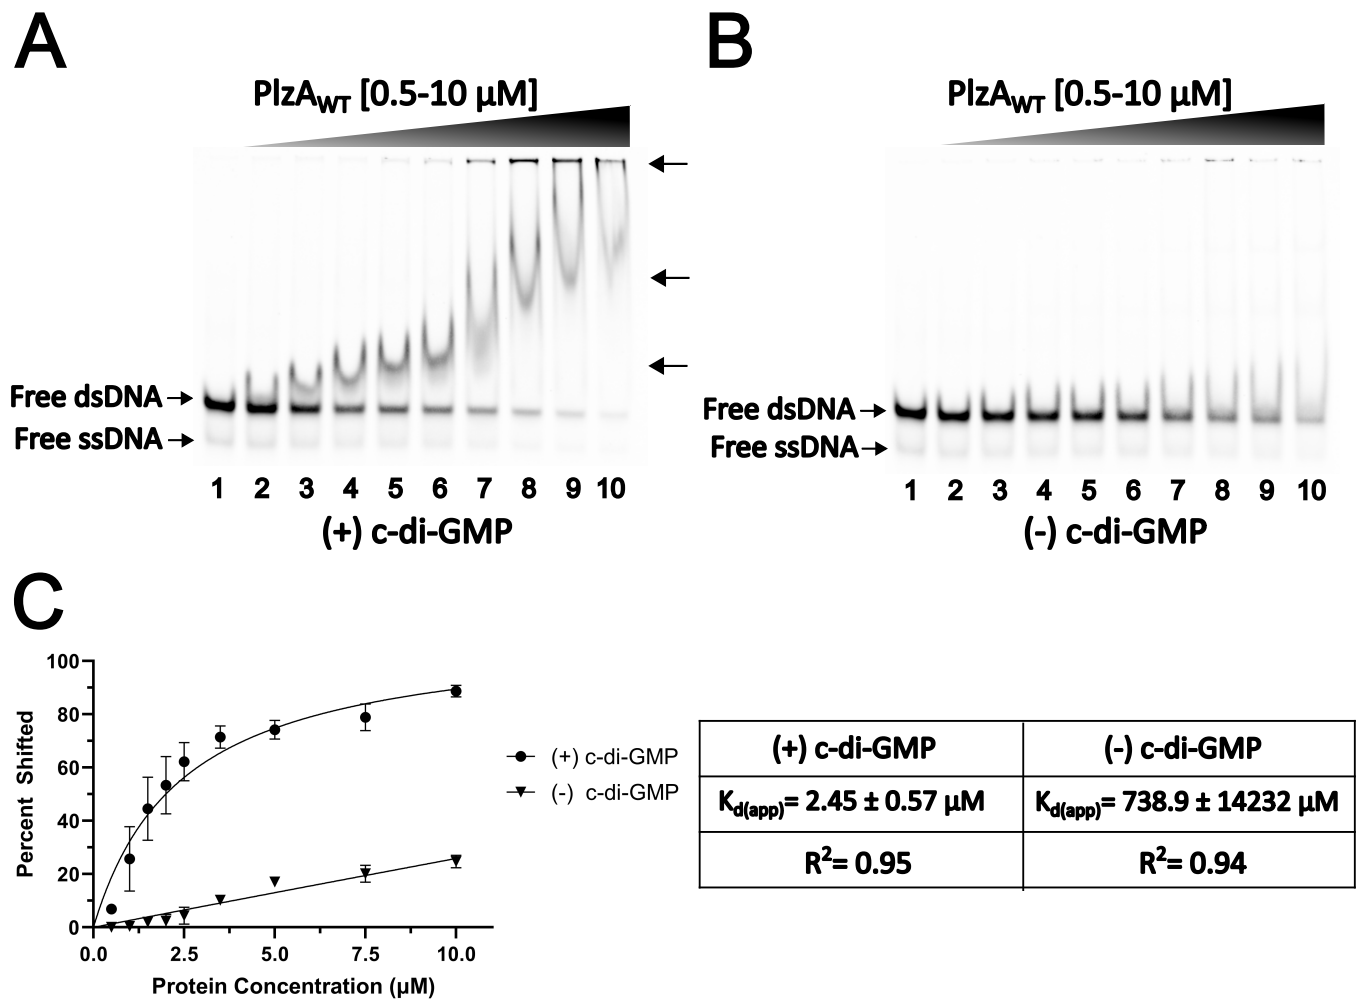 A
PlzAWT [0.5-10 µM]
Free dsDNA
Free ssDNA
1 2 3 4 5 6 7 8 9 10
(+) c-di-GMP
B
PlzAWT [0.5-10 µM]
Free dsDNA
Free ssDNA
1 2 3 4 5 6 7 8 9 10
(-) c-di-GMP
C
Percent Shifted
100
80
60
40
20
0
0.0 2.5 5.0 7.5 10.0
Protein Concentration (µM)
(+) c-di-GMP
(-) c-di-GMP
(+) c-di-GMP (-) c-di-GMP
Kd(app)= 2.45 ± 0.57 µM Kd(app)= 738.9 ± 14232 µM
R²= 0.95 R²= 0.94